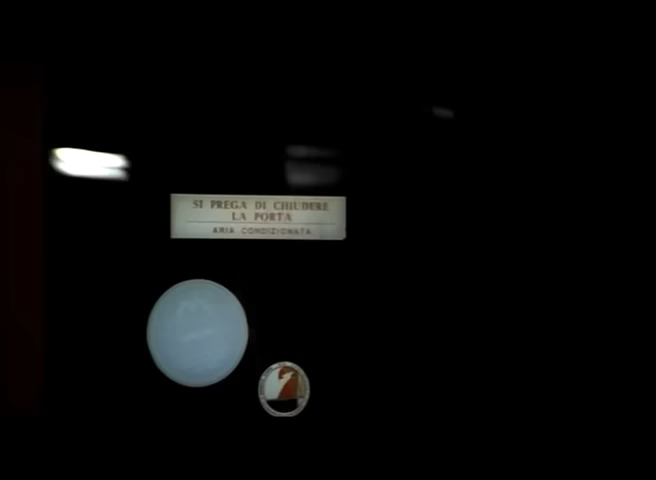 SI PREGA DI CHIUDERE
LA PORTA
ARIA CONDIZIONATA